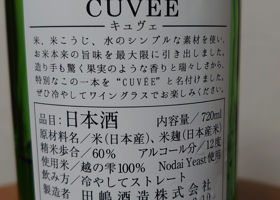 CUVÉE
キュヴェ
米、米こうじ、水のシンプルな素材を使い、
お米本来の旨味を最大限に引き出しました。
造り手も驚く果実のような香りと瑞々しさから、
特別なこの一本を“CUVÉE”と名付けました。
ぜひ冷やしてワイングラスでお楽しみください。
品目：日本酒 内容量／720ml
原材料名／米(日本産)、米麹(日本産米)
精米歩合／60% アルコール分／12度
使用米／越の雫100% Nodai Yeast使用
飲み方／冷やしてストレート
製造者 田嶋酒造株式会社